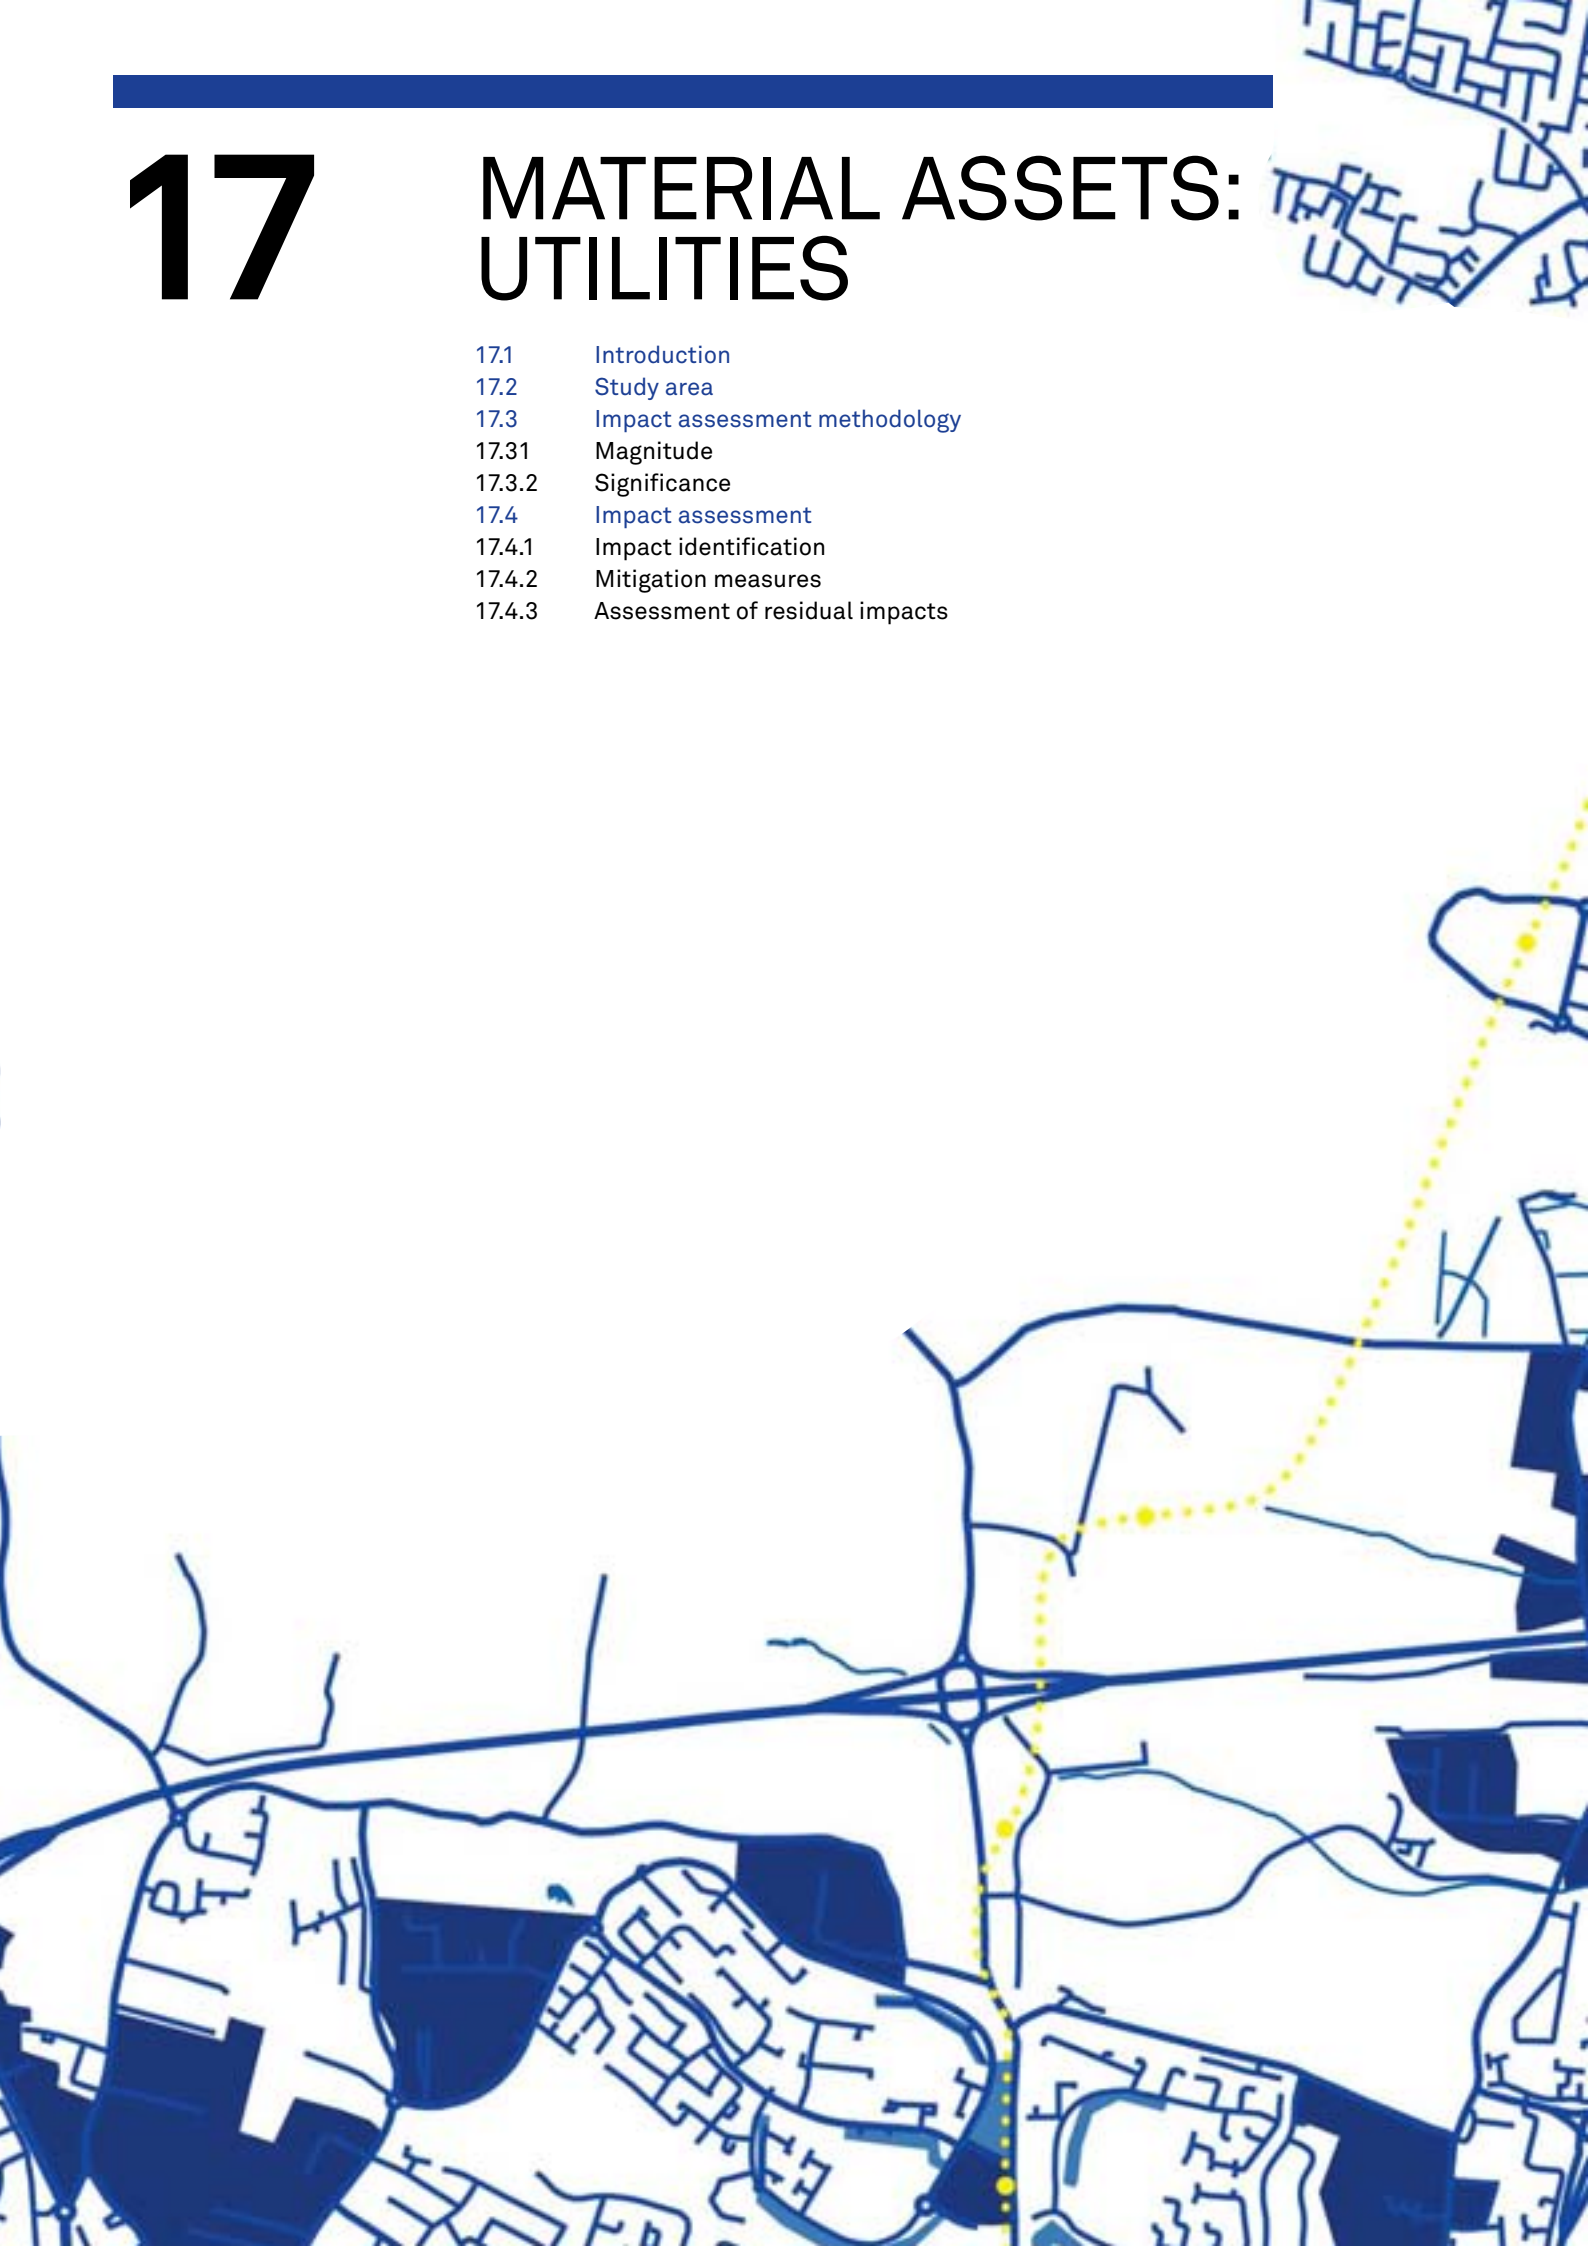 17
MATERIAL ASSETS:
UTILITIES
17.1 Introduction
17.2 Study area
17.3 Impact assessment methodology
17.31 Magnitude
17.3.2 Significance
17.4 Impact assessment
17.4.1 Impact identification
17.4.2 Mitigation measures
17.4.3 Assessment of residual impacts